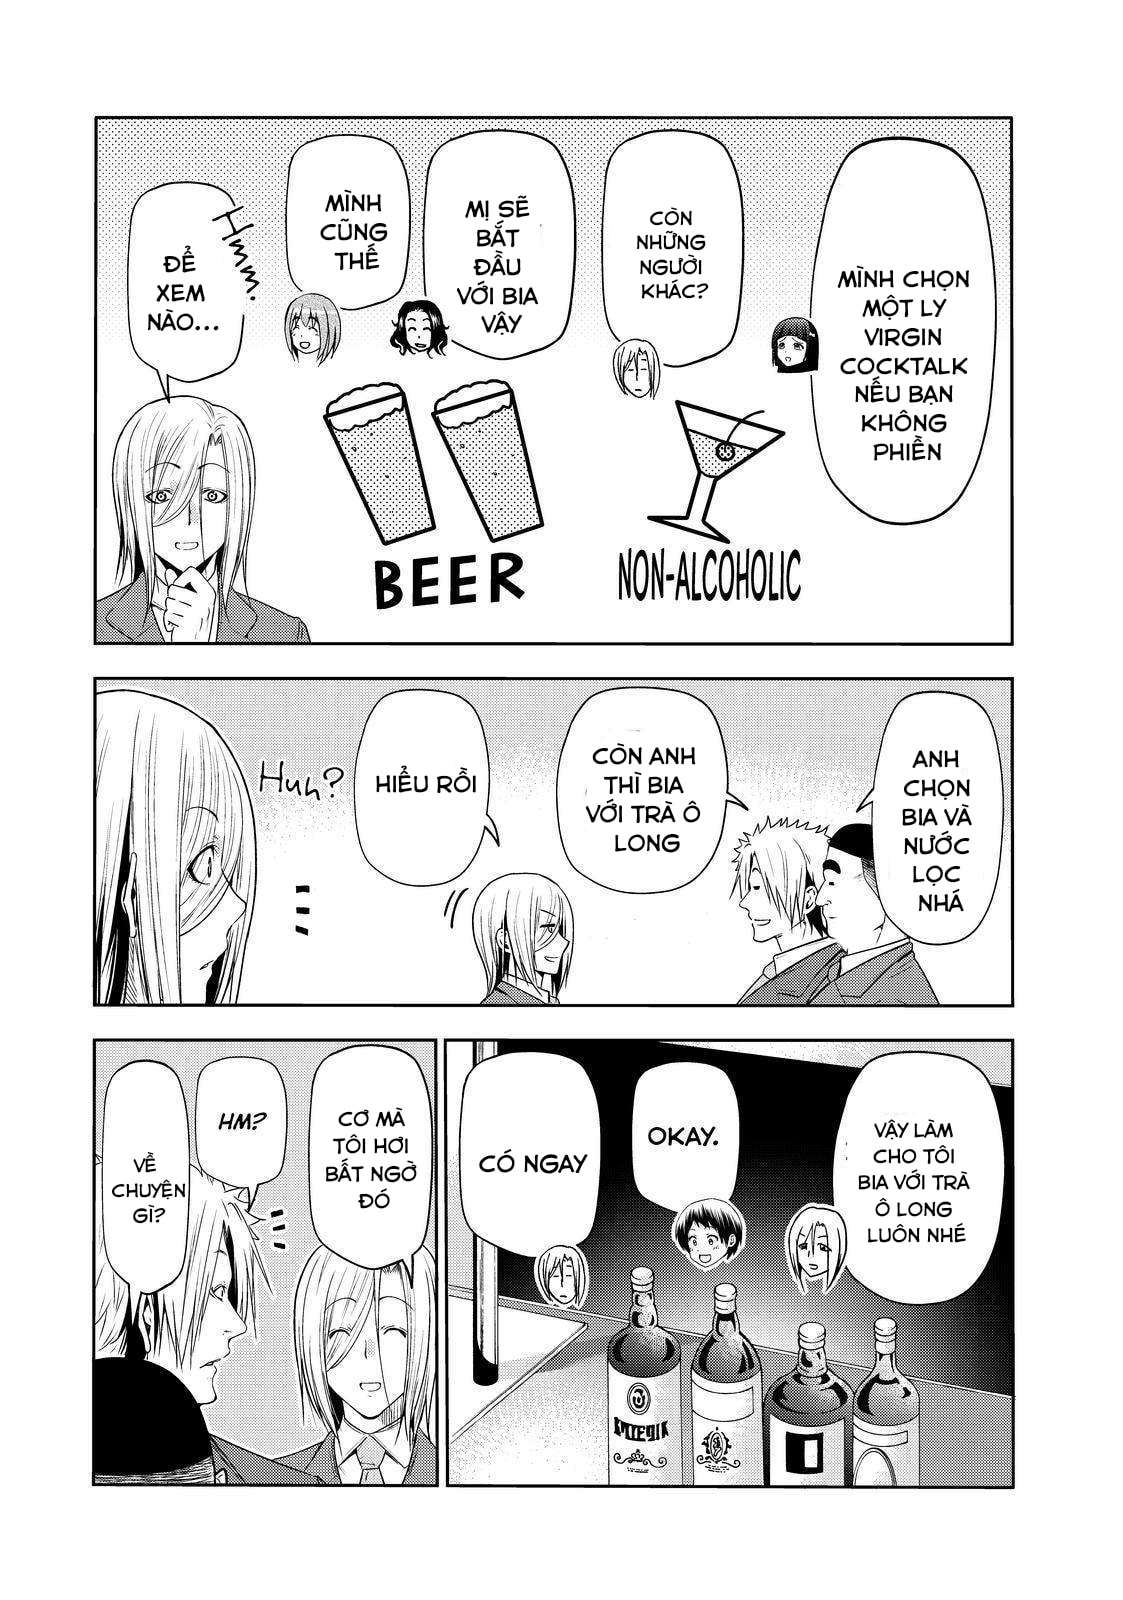 MÌNH CHỌN
MỘT LY
VIRGIN
COCKTALK
NẾU BẠN
KHÔNG
PHIỀN
CÒN
NHỮNG
NGƯỜI
KHÁC?
MỊ SẼ
BẮT
ĐẦU
VỚI BIA
VẬY
MÌNH
CŨNG
THẾ
Hmm.
ĐỂ
XEM
NÀO...
BEER
NON-ALCOHOLIC
ANH
CHỌN
BIA VÀ
NƯỚC
LỌC
NHÁ
CÒN ANH
THÌ BIA
VỚI TRÀ Ô
LONG
HIỂU RỒI
Huh?
VẬY LÀM
CHO TÔI
BIA VỚI TRÀ
Ô LONG
LUÔN NHÉ
OKAY.
CÓ NGAY
CƠ MÀ
TÔI HƠI
BẤT NGỜ
ĐÓ
HM?
VỀ
CHUYỆN
GÌ?